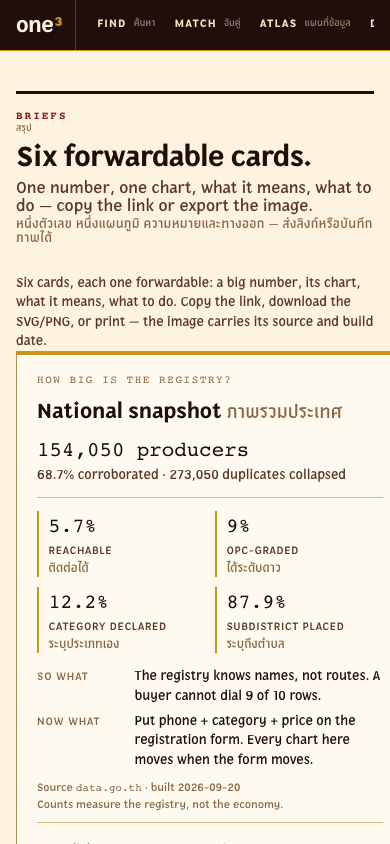 one³
FIND ค้นหา MATCH จับคู่ ATLAS แผนที่ข้อมูล
BRIEFS
สรุป
Six forwardable cards.
One number, one chart, what it means, what to
do — copy the link or export the image.
หนึ่งตัวเลข หนึ่งแผนภูมิ ความหมายและทางออก — ส่งลิงก์หรือบันทึก
ภาพได้
Six cards, each one forwardable: a big number, its chart,
what it means, what to do. Copy the link, download the
SVG/PNG, or print — the image carries its source and build
date.
HOW BIG IS THE REGISTRY?
National snapshot ภาพรวมประเทศ
154,050 producers
68.7% corroborated · 273,050 duplicates collapsed
5.7%
REACHABLE
ติดต่อได้
9%
OPC-GRADED
ได้ระดับดาว
12.2%
CATEGORY DECLARED
ระบุประเภทเอง
87.9%
SUBDISTRICT PLACED
ระบุถึงตำบล
SO WHAT
The registry knows names, not routes. A
buyer cannot dial 9 of 10 rows.
NOW WHAT
Put phone + category + price on the
registration form. Every chart here
moves when the form moves.
Source data.go.th · built 2026-09-20
Counts measure the registry, not the economy.